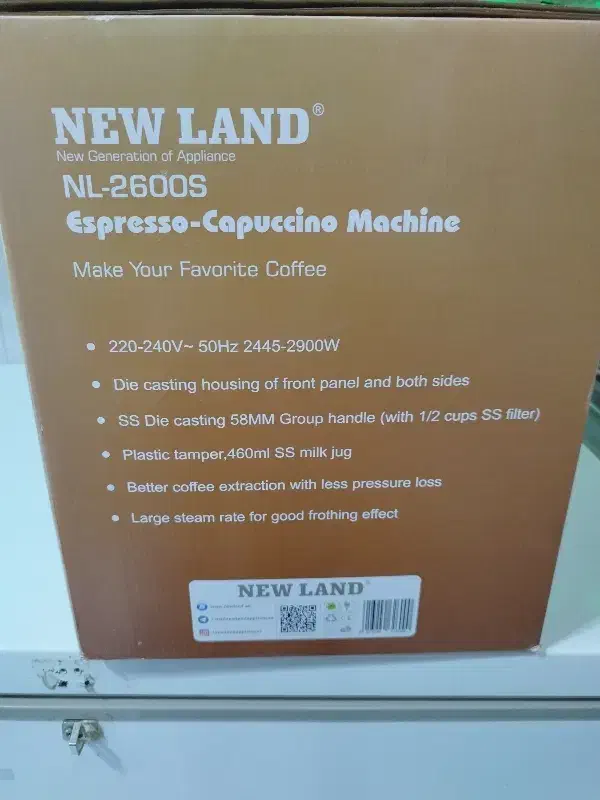 NEW LAND®
New Generation of Appliance
NL-2600S
Espresso-Capuccino Machine
Make Your Favorite Coffee
• 220-240V~ 50Hz 2445-2900W
• Die casting housing of front panel and both sides
• SS Die casting 58MM Group handle (with 1/2 cups SS filter)
• Plastic tamper,460ml SS milk jug
• Better coffee extraction with less pressure loss
• Large steam rate for good frothing effect
NEW LAND®